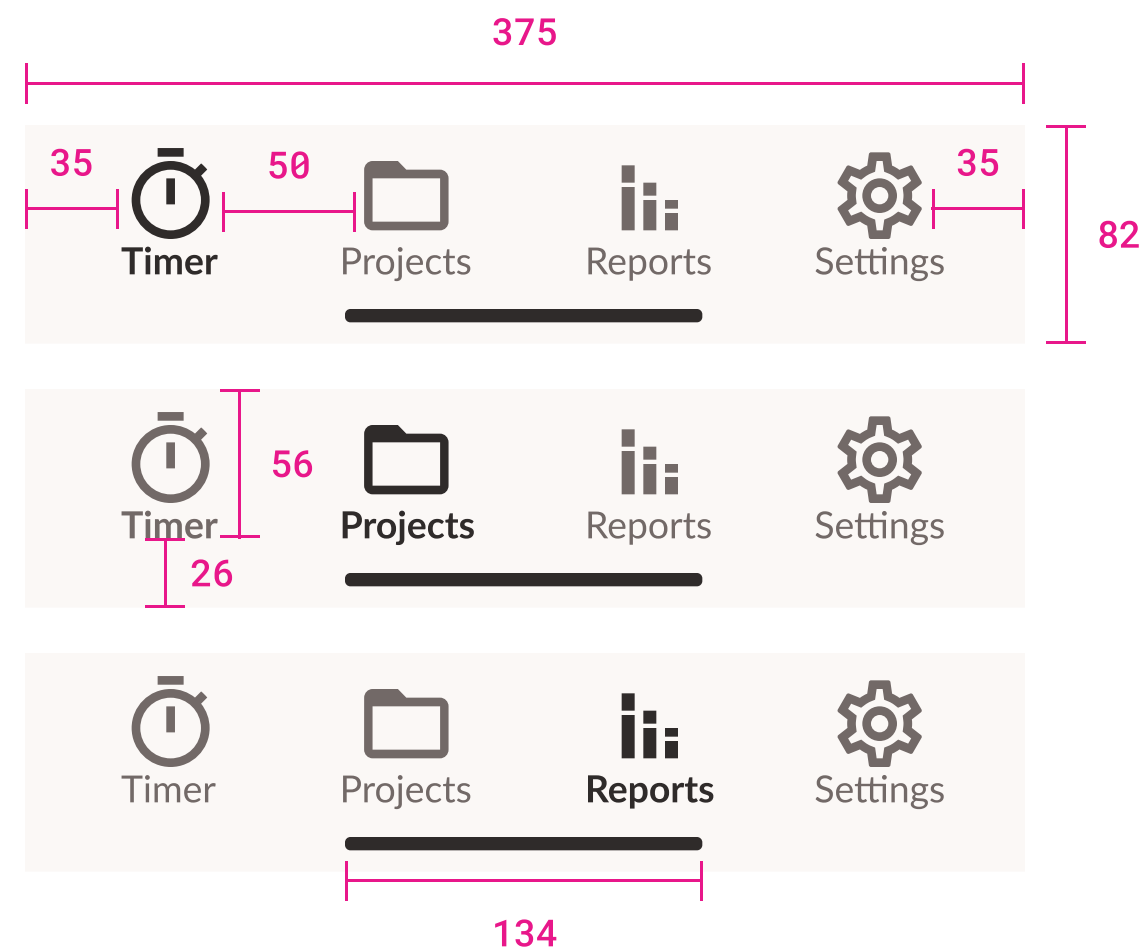 375
35
50
35
82
Timer
Projects
Reports
Settings
56
Timer
Projects
Reports
Settings
26
Timer
Projects
Reports
Settings
134